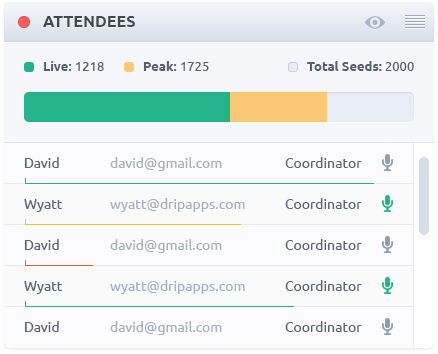 ATTENDEES
Live: 1218 Peak: 1725 Total Seeds: 2000
David david@gmail.com Coordinator
Wyatt wyatt@dripapps.com Coordinator
David david@gmail.com Coordinator
Wyatt wyatt@dripapps.com Coordinator
David david@gmail.com Coordinator